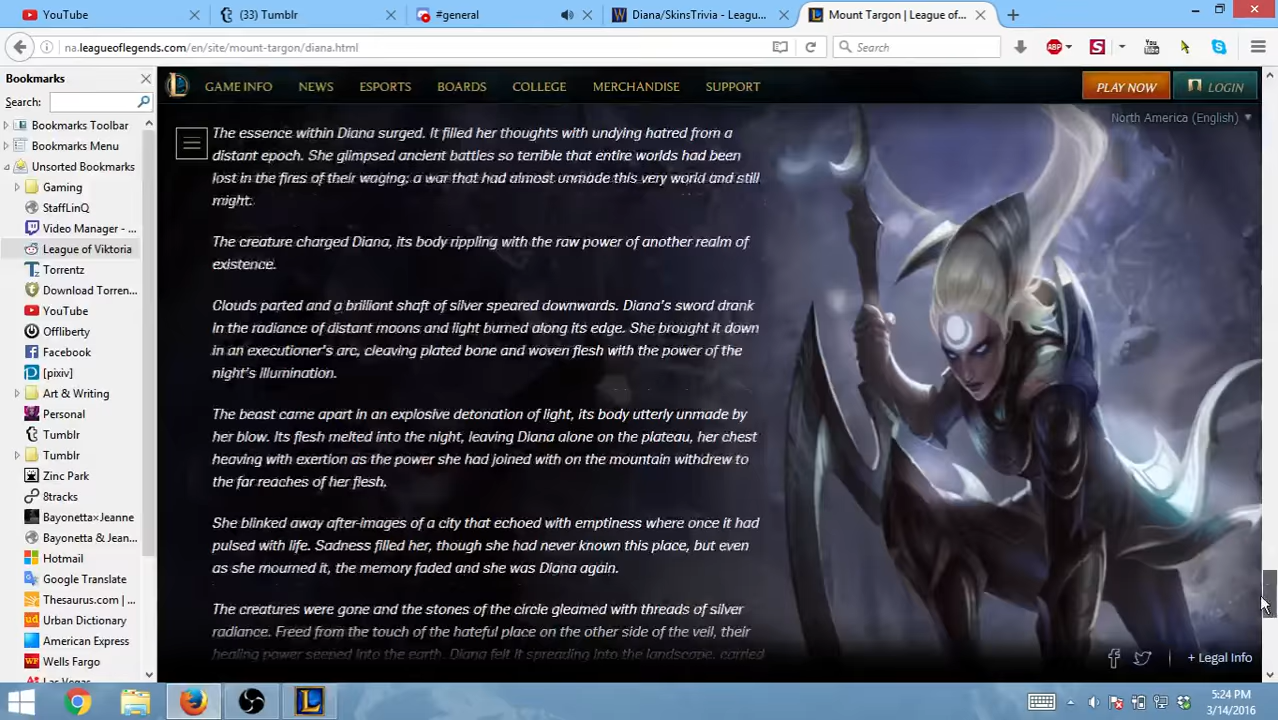 YouTube
(33) Tumblr
#general
Diana/SkinsTrivia - Leagu...
Mount Targon | League of...
na.leagueoflegends.com/en/site/mount-targon/diana.html
Search
Bookmarks
Search:
Bookmarks Toolbar
Bookmarks Menu
Unsorted Bookmarks
Gaming
StaffLinQ
Video Manager - ...
League of Viktoria
Torrentz
Download Torren...
YouTube
Offliberty
Facebook
[pixiv]
Art & Writing
Personal
Tumblr
Tumblr
Zinc Park
8tracks
Bayonetta×Jeanne
Bayonetta & Jeann...
Hotmail
Google Translate
Thesaurus.com | ...
Urban Dictionary
American Express
Wells Fargo
GAME INFO
NEWS
ESPORTS
BOARDS
COLLEGE
MERCHANDISE
SUPPORT
PLAY NOW
LOGIN
North America (English)
The essence within Diana surged. It filled her thoughts with undying hatred from a
distant epoch. She glimpsed ancient battles so terrible that entire worlds had been
lost in the fires of their waging; a war that had almost unmade this very world and still
might.
The creature charged Diana, its body rippling with the raw power of another realm of
existence.
Clouds parted and a brilliant shaft of silver speared downwards. Diana's sword drank
in the radiance of distant moons and light burned along its edge. She brought it down
in an executioner's arc, cleaving plated bone and woven flesh with the power of the
night's illumination.
The beast came apart in an explosive detonation of light, its body utterly unmade by
her blow. Its flesh melted into the night, leaving Diana alone on the plateau, her chest
heaving with exertion as the power she had joined with on the mountain withdrew to
the far reaches of her flesh.
She blinked away after-images of a city that echoed with emptiness where once it had
pulsed with life. Sadness filled her, though she had never known this place, but even
as she mourned it, the memory faded and she was Diana again.
The creatures were gone and the stones of the circle gleamed with threads of silver
radiance. Freed from the touch of the hateful place on the other side of the veil, their
healing power seeped into the earth. Diana felt it spreading into the landscape, carried
+ Legal Info
5:24 PM
3/14/2016